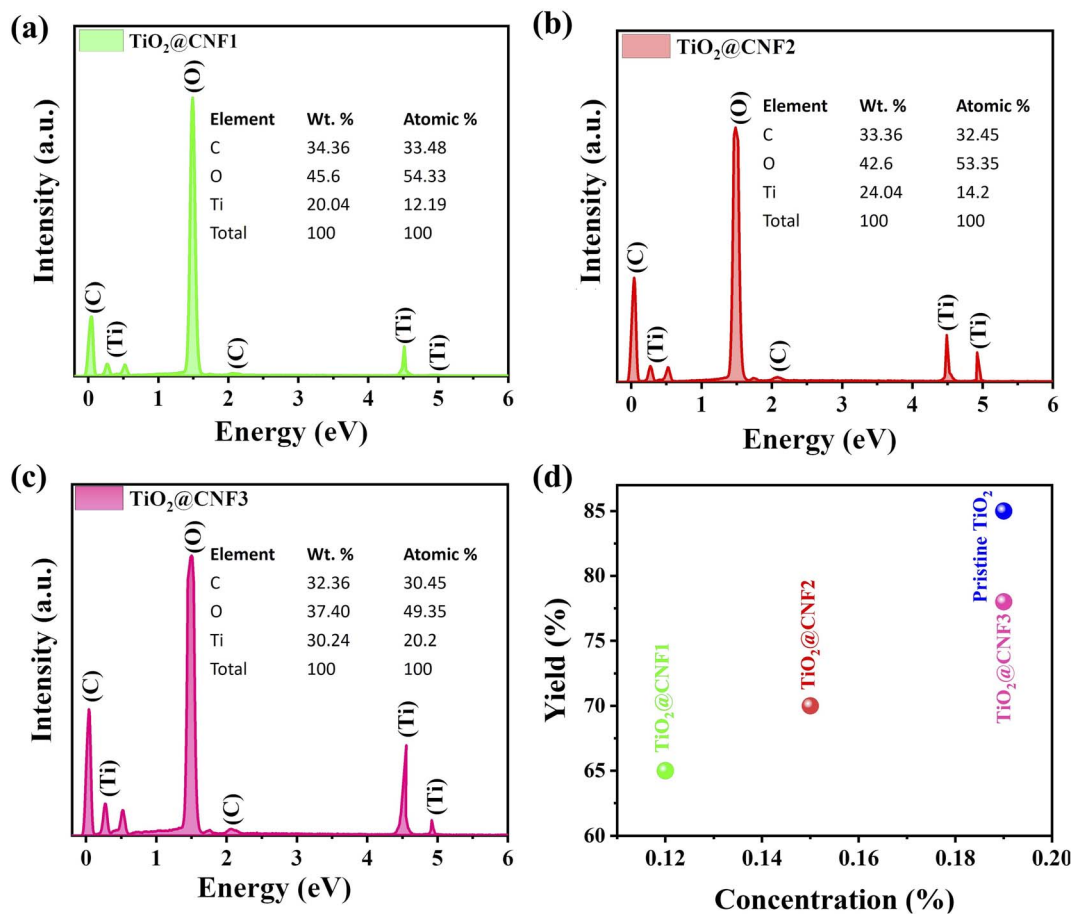 (a)
TiO₂@CNF1
(O)
Element Wt. % Atomic %
C 34.36 33.48
O 45.6 54.33
Ti 20.04 12.19
Total 100 100
(C)
(Ti)
(C)
(Ti)
(Ti)
Intensity (a.u.)
0 1 2 3 4 5 6
Energy (eV)
(b)
TiO₂@CNF2
(O)
Element Wt. % Atomic %
C 33.36 32.45
O 42.6 53.35
Ti 24.04 14.2
Total 100 100
(C)
(Ti)
(C)
(Ti)
(Ti)
Intensity (a.u.)
0 1 2 3 4 5 6
Energy (eV)
(c)
TiO₂@CNF3
(O)
Element Wt. % Atomic %
C 32.36 30.45
O 37.40 49.35
Ti 30.24 20.2
Total 100 100
(C)
(Ti)
(C)
(Ti)
(Ti)
Intensity (a.u.)
0 1 2 3 4 5 6
Energy (eV)
(d)
85
80
75
70
65
60
Yield (%)
TiO₂@CNF1
TiO₂@CNF2
Pristine TiO₂
TiO₂@CNF3
0.12 0.14 0.16 0.18 0.20
Concentration (%)